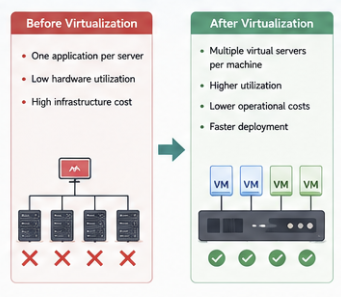 Before Virtualization
One application per server
Low hardware utilization
High infrastructure cost
After Virtualization
Multiple virtual servers
per machine
Higher utilization
Lower operational costs
Faster deployment
VM VM VM VM